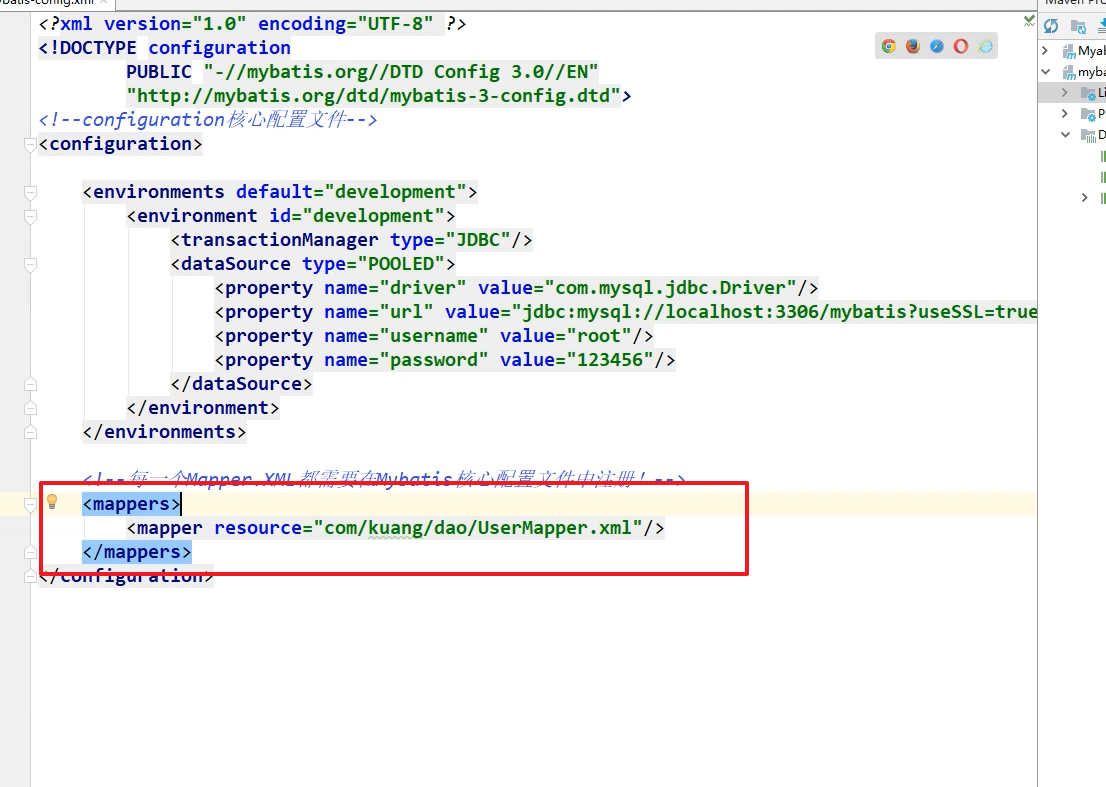 batis-config.xml
Maven Pro
<?xml version="1.0" encoding="UTF-8" ?>
<!DOCTYPE configuration
PUBLIC "-//mybatis.org//DTD Config 3.0//EN"
"http://mybatis.org/dtd/mybatis-3-config.dtd">
<!--configuration核心配置文件-->
<configuration>
<environments default="development">
<environment id="development">
<transactionManager type="JDBC"/>
<dataSource type="POOLED">
<property name="driver" value="com.mysql.jdbc.Driver"/>
<property name="url" value="jdbc:mysql://localhost:3306/mybatis?useSSL=true
<property name="username" value="root"/>
<property name="password" value="123456"/>
</dataSource>
</environment>
</environments>
<!--每一个Mapper.XML都需要在Mybatis核心配置文件中注册！-->
<mappers>
<mapper resource="com/kuang/dao/UserMapper.xml"/>
</mappers>
</configuration>
Myab
myba
Li
P
D